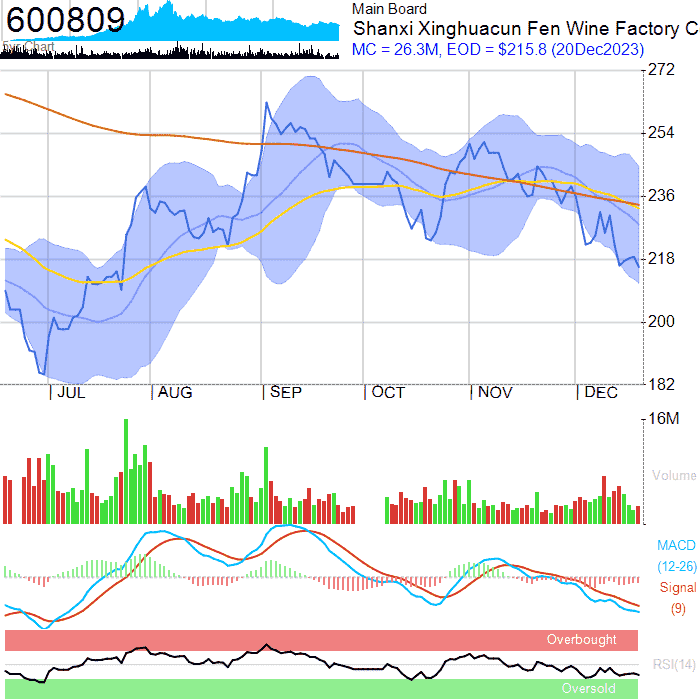 600809
5yr Chart
Main Board
Shanxi Xinghuacun Fen Wine Factory C
MC = 26.3M, EOD = $215.8 (20Dec2023)
272
254
236
218
200
182
| JUL | AUG | SEP | OCT | NOV | DEC
16M
Volume
MACD
(12-26)
Signal
(9)
Overbought
RSI(14)
Oversold